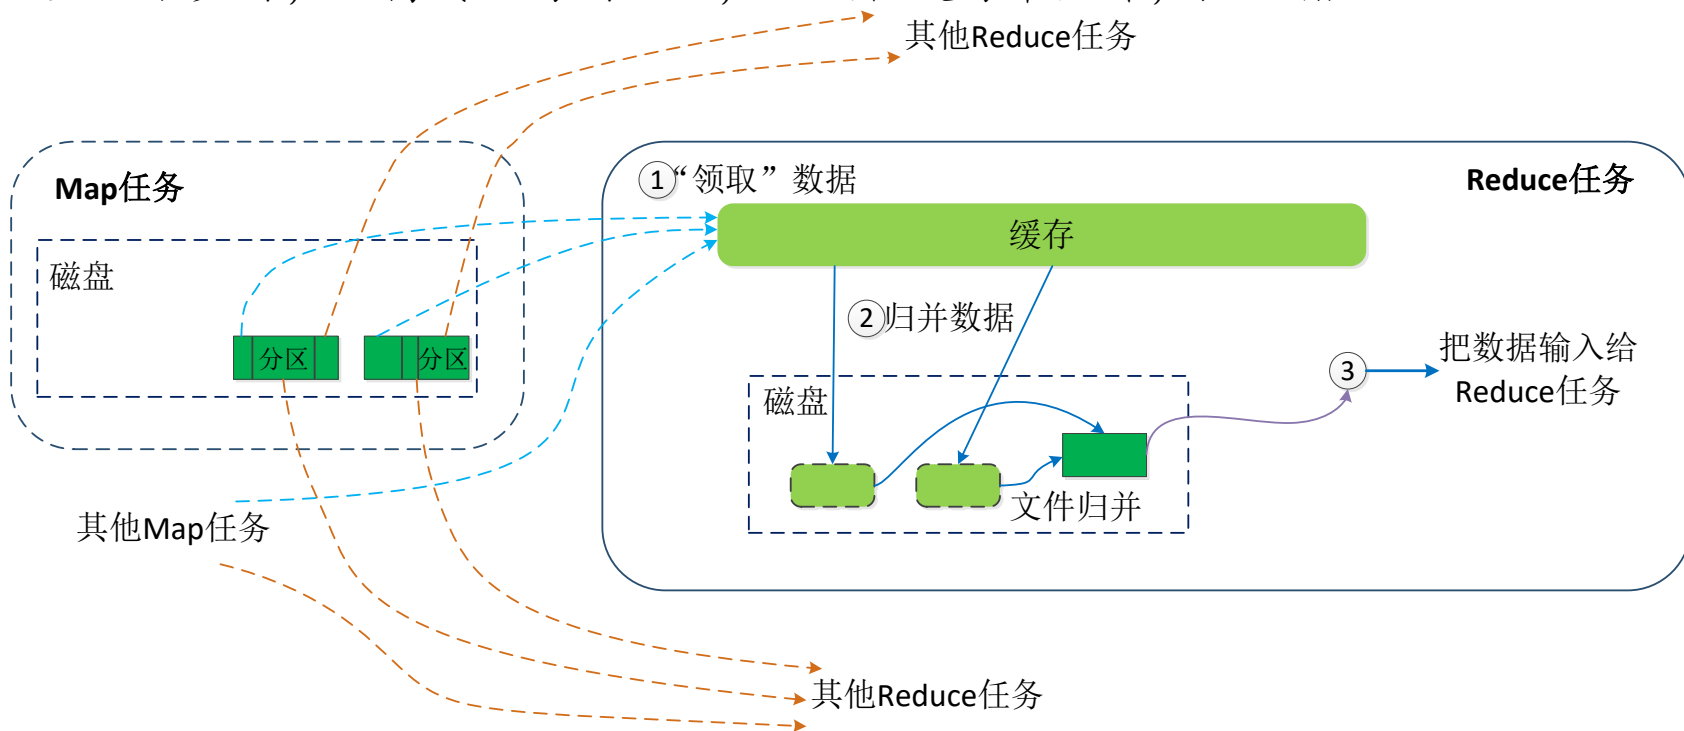 其他Reduce任务
Map任务
①“领取”数据
Reduce任务
缓存
磁盘
②归并数据
分区
分区
③
把数据输入给
Reduce任务
磁盘
文件归并
其他Map任务
其他Reduce任务